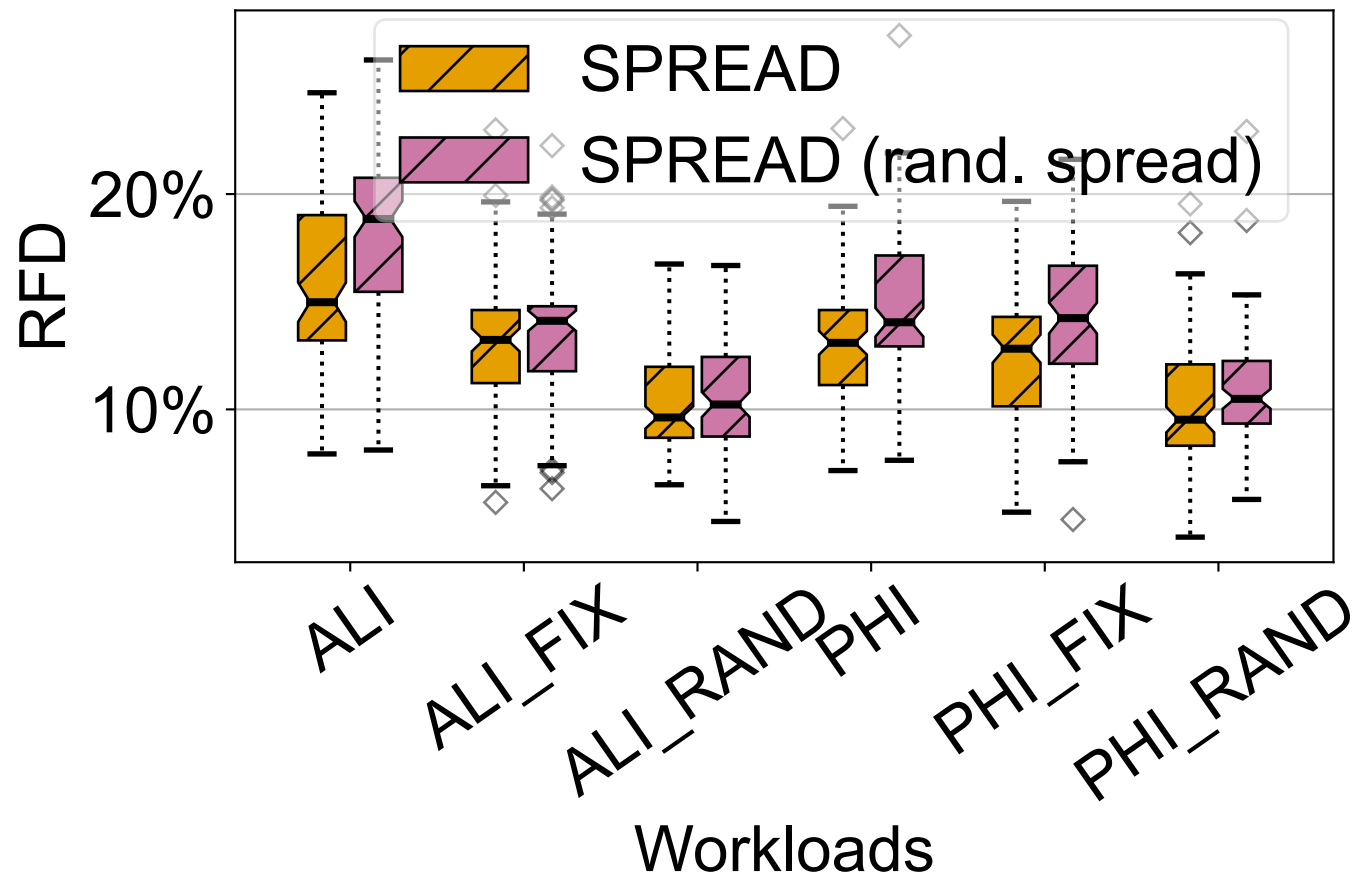 SPREAD
SPREAD (rand. spread)
20%
10%
RFD
ALI
ALI_FIX
ALI_RAND
PHI
PHI_FIX
PHI_RAND
Workloads